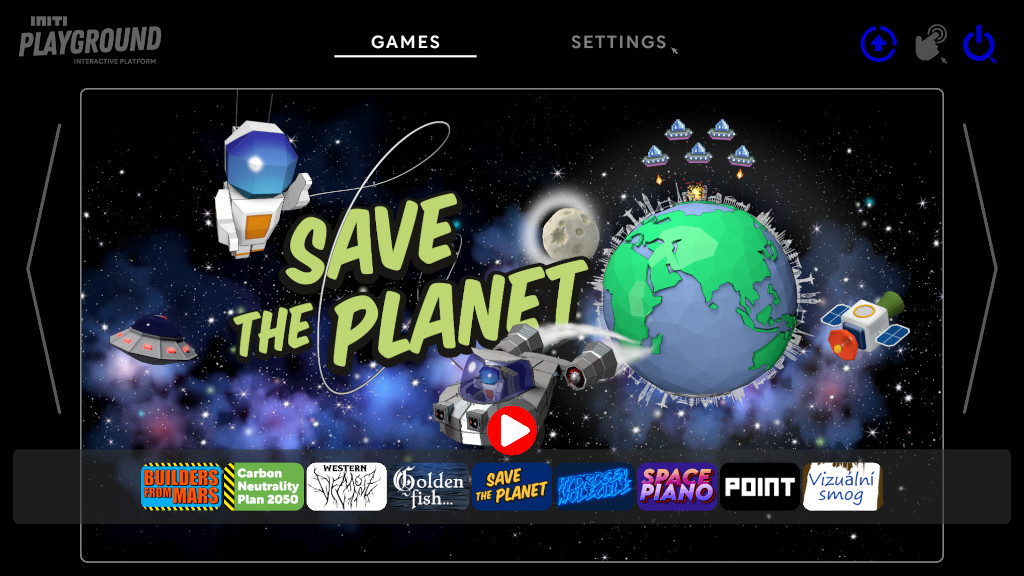 INITI
PLAYGROUND
INTERACTIVE PLATFORM
GAMES
SETTINGS
SAVE
THE PLANET
BUILDERS
FROM MARS
Carbon
Neutrality
Plan 2050
WESTERN
Golden
fish...
SAVE
THE PLANET
SPACE
PIANO
POINT
Vizuální
smog